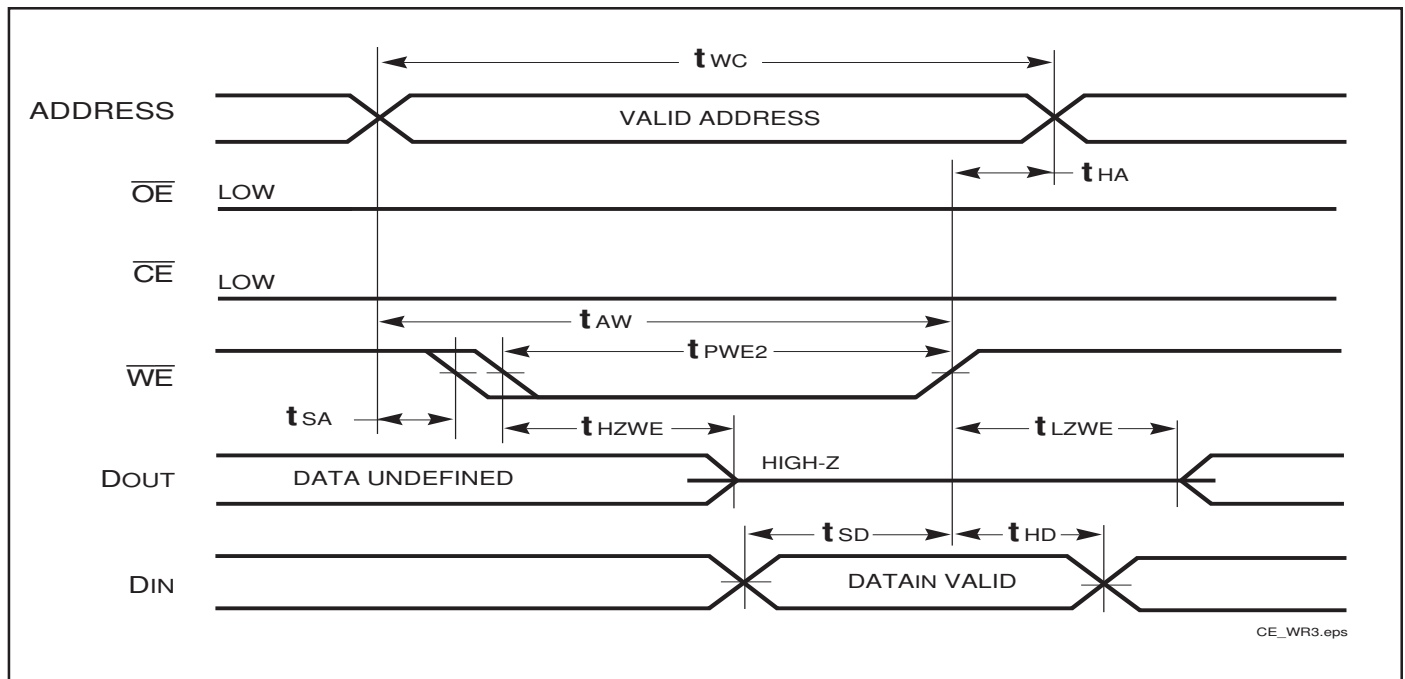 tWC
ADDRESS
VALID ADDRESS
tHA
OE
LOW
CE
LOW
tAW
tPWE2
WE
tSA
tHZWE
tLZWE
DOUT
DATA UNDEFINED
HIGH-Z
tSD
tHD
DIN
DATAIN VALID
CE_WR3.eps